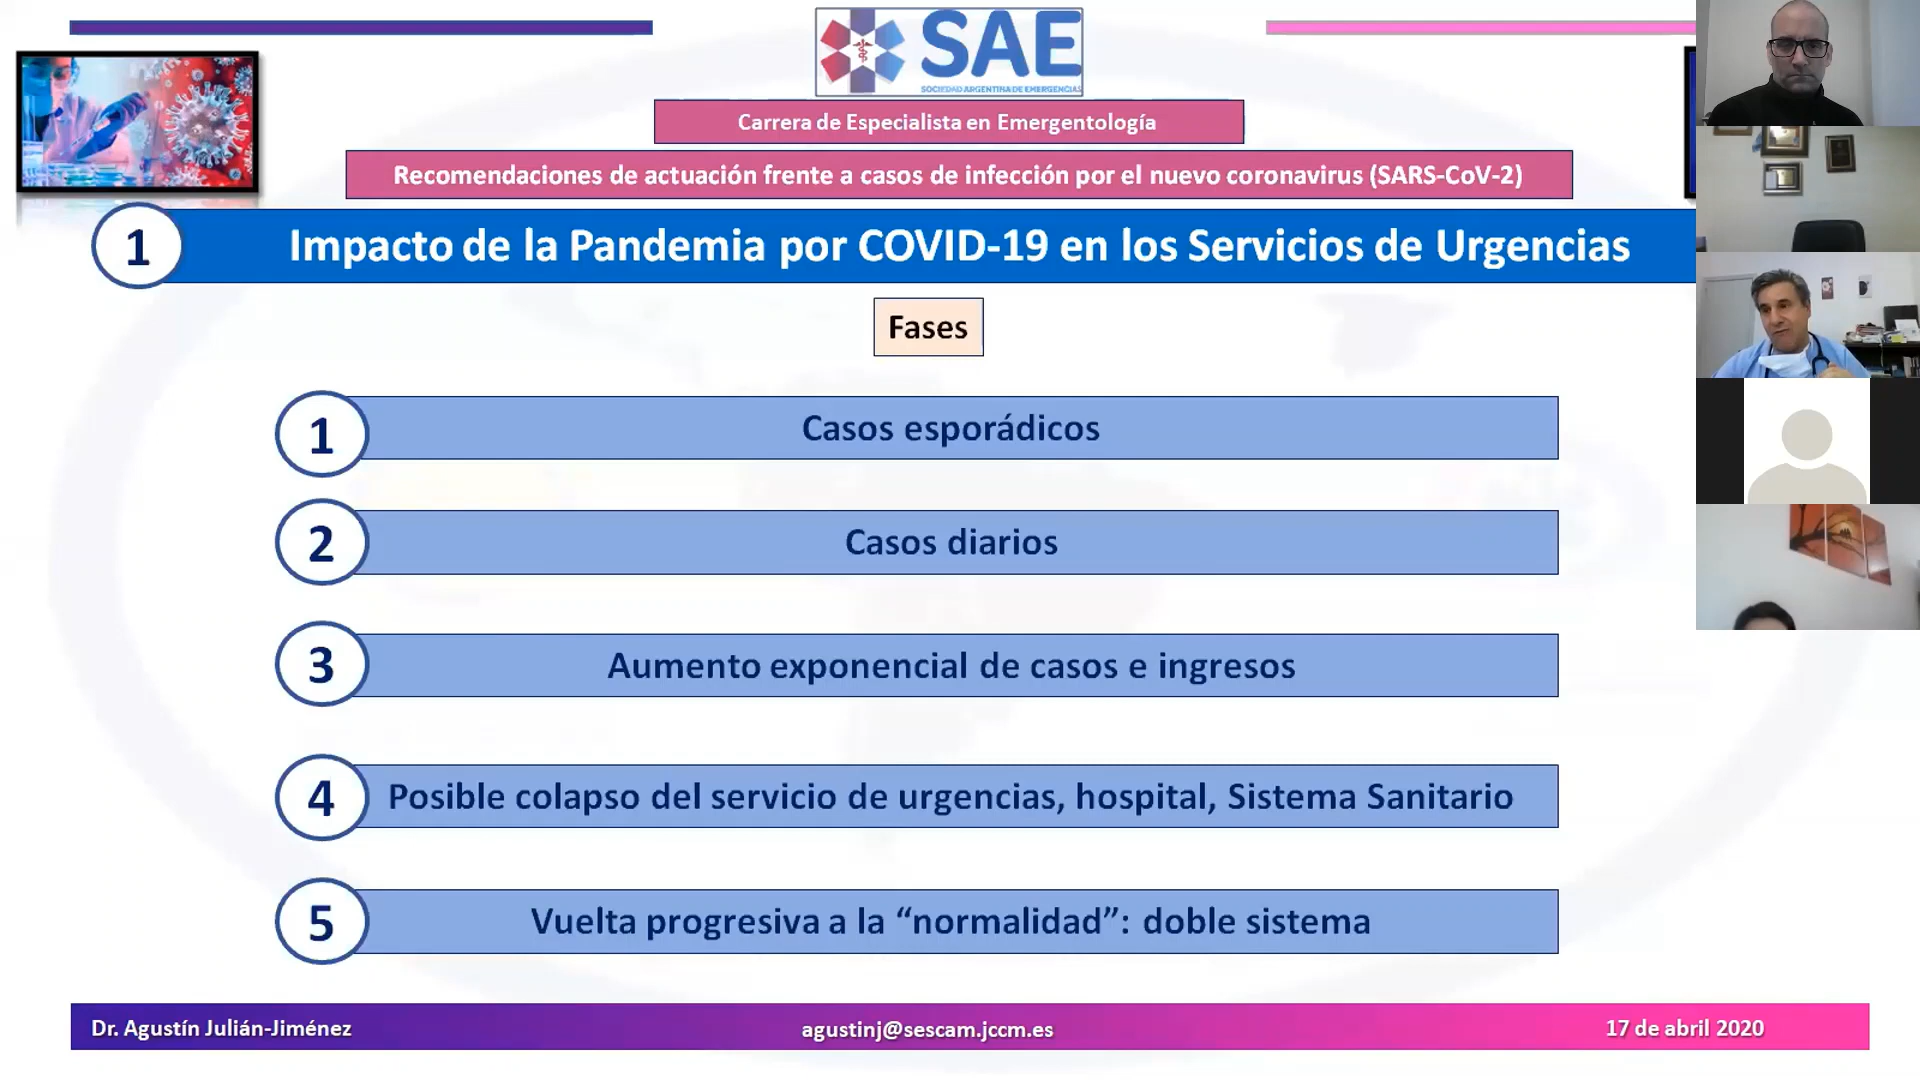 SAE
SOCIEDAD ARGENTINA DE EMERGENCIAS
Carrera de Especialista en Emergentología
Recomendaciones de actuación frente a casos de infección por el nuevo coronavirus (SARS-CoV-2)
1 Impacto de la Pandemia por COVID-19 en los Servicios de Urgencias
Fases
1 Casos esporádicos
2 Casos diarios
3 Aumento exponencial de casos e ingresos
4 Posible colapso del servicio de urgencias, hospital, Sistema Sanitario
5 Vuelta progresiva a la “normalidad”: doble sistema
Dr. Agustín Julián-Jiménez agustinj@sescam.jccm.es 17 de abril 2020